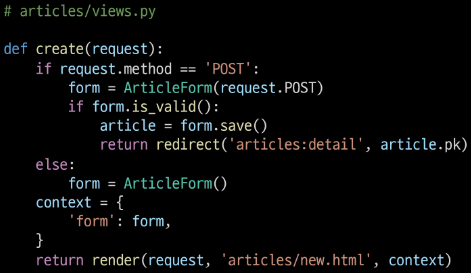 # articles/views.py

def create(request):
    if request.method == 'POST':
        form = ArticleForm(request.POST)
        if form.is_valid():
            article = form.save()
            return redirect('articles:detail', article.pk)
    else:
        form = ArticleForm()
    context = {
        'form': form,
    }
    return render(request, 'articles/new.html', context)